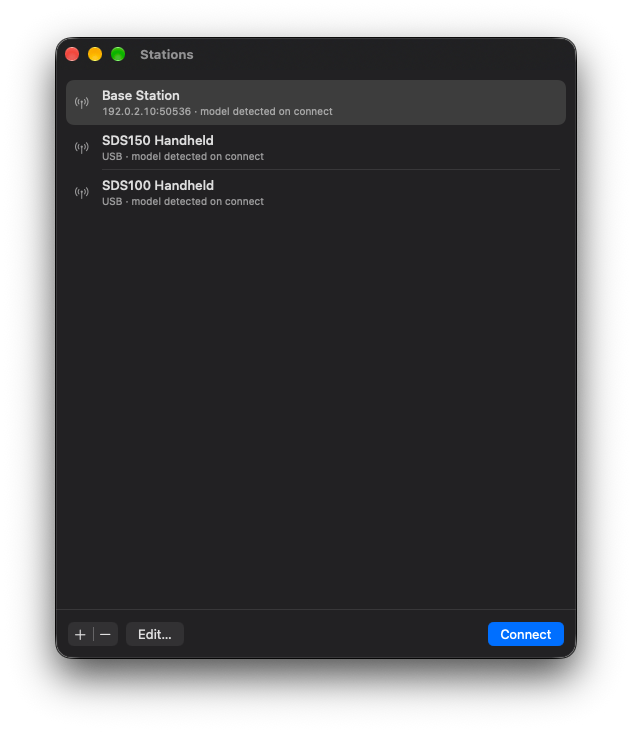 Stations
Base Station
192.0.2.10:50536 · model detected on connect
SDS150 Handheld
USB · model detected on connect
SDS100 Handheld
USB · model detected on connect
Edit...
Connect